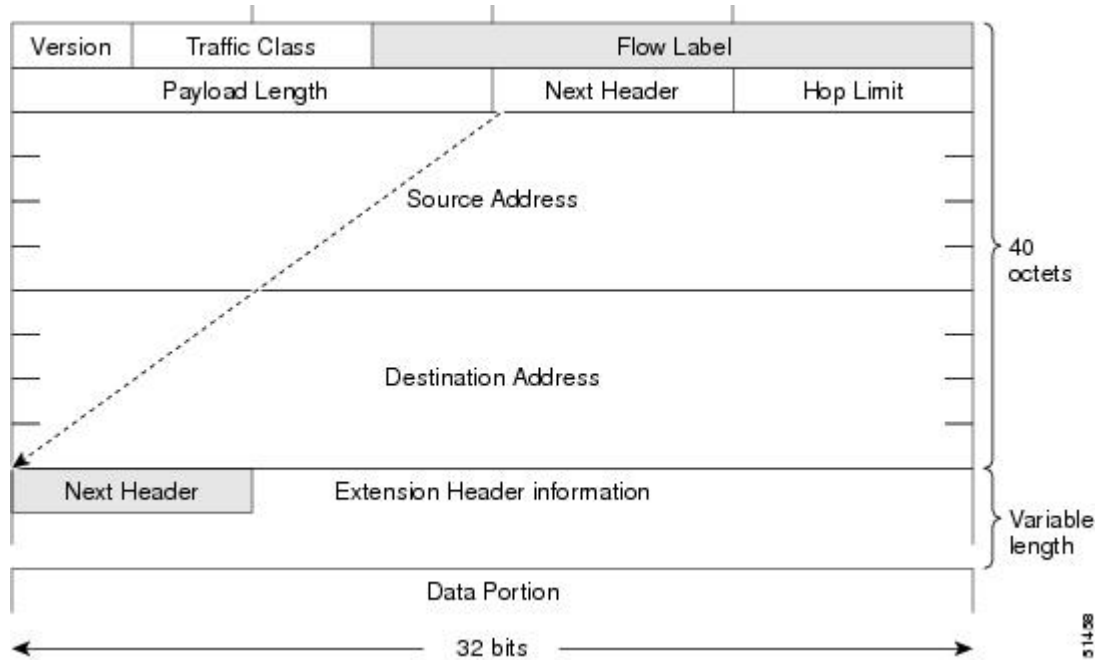 Version Traffic Class Flow Label
Payload Length Next Header Hop Limit
Source Address
40
octets
Destination Address
Next Header Extension Header information
Variable
length
Data Portion
32 bits
51458